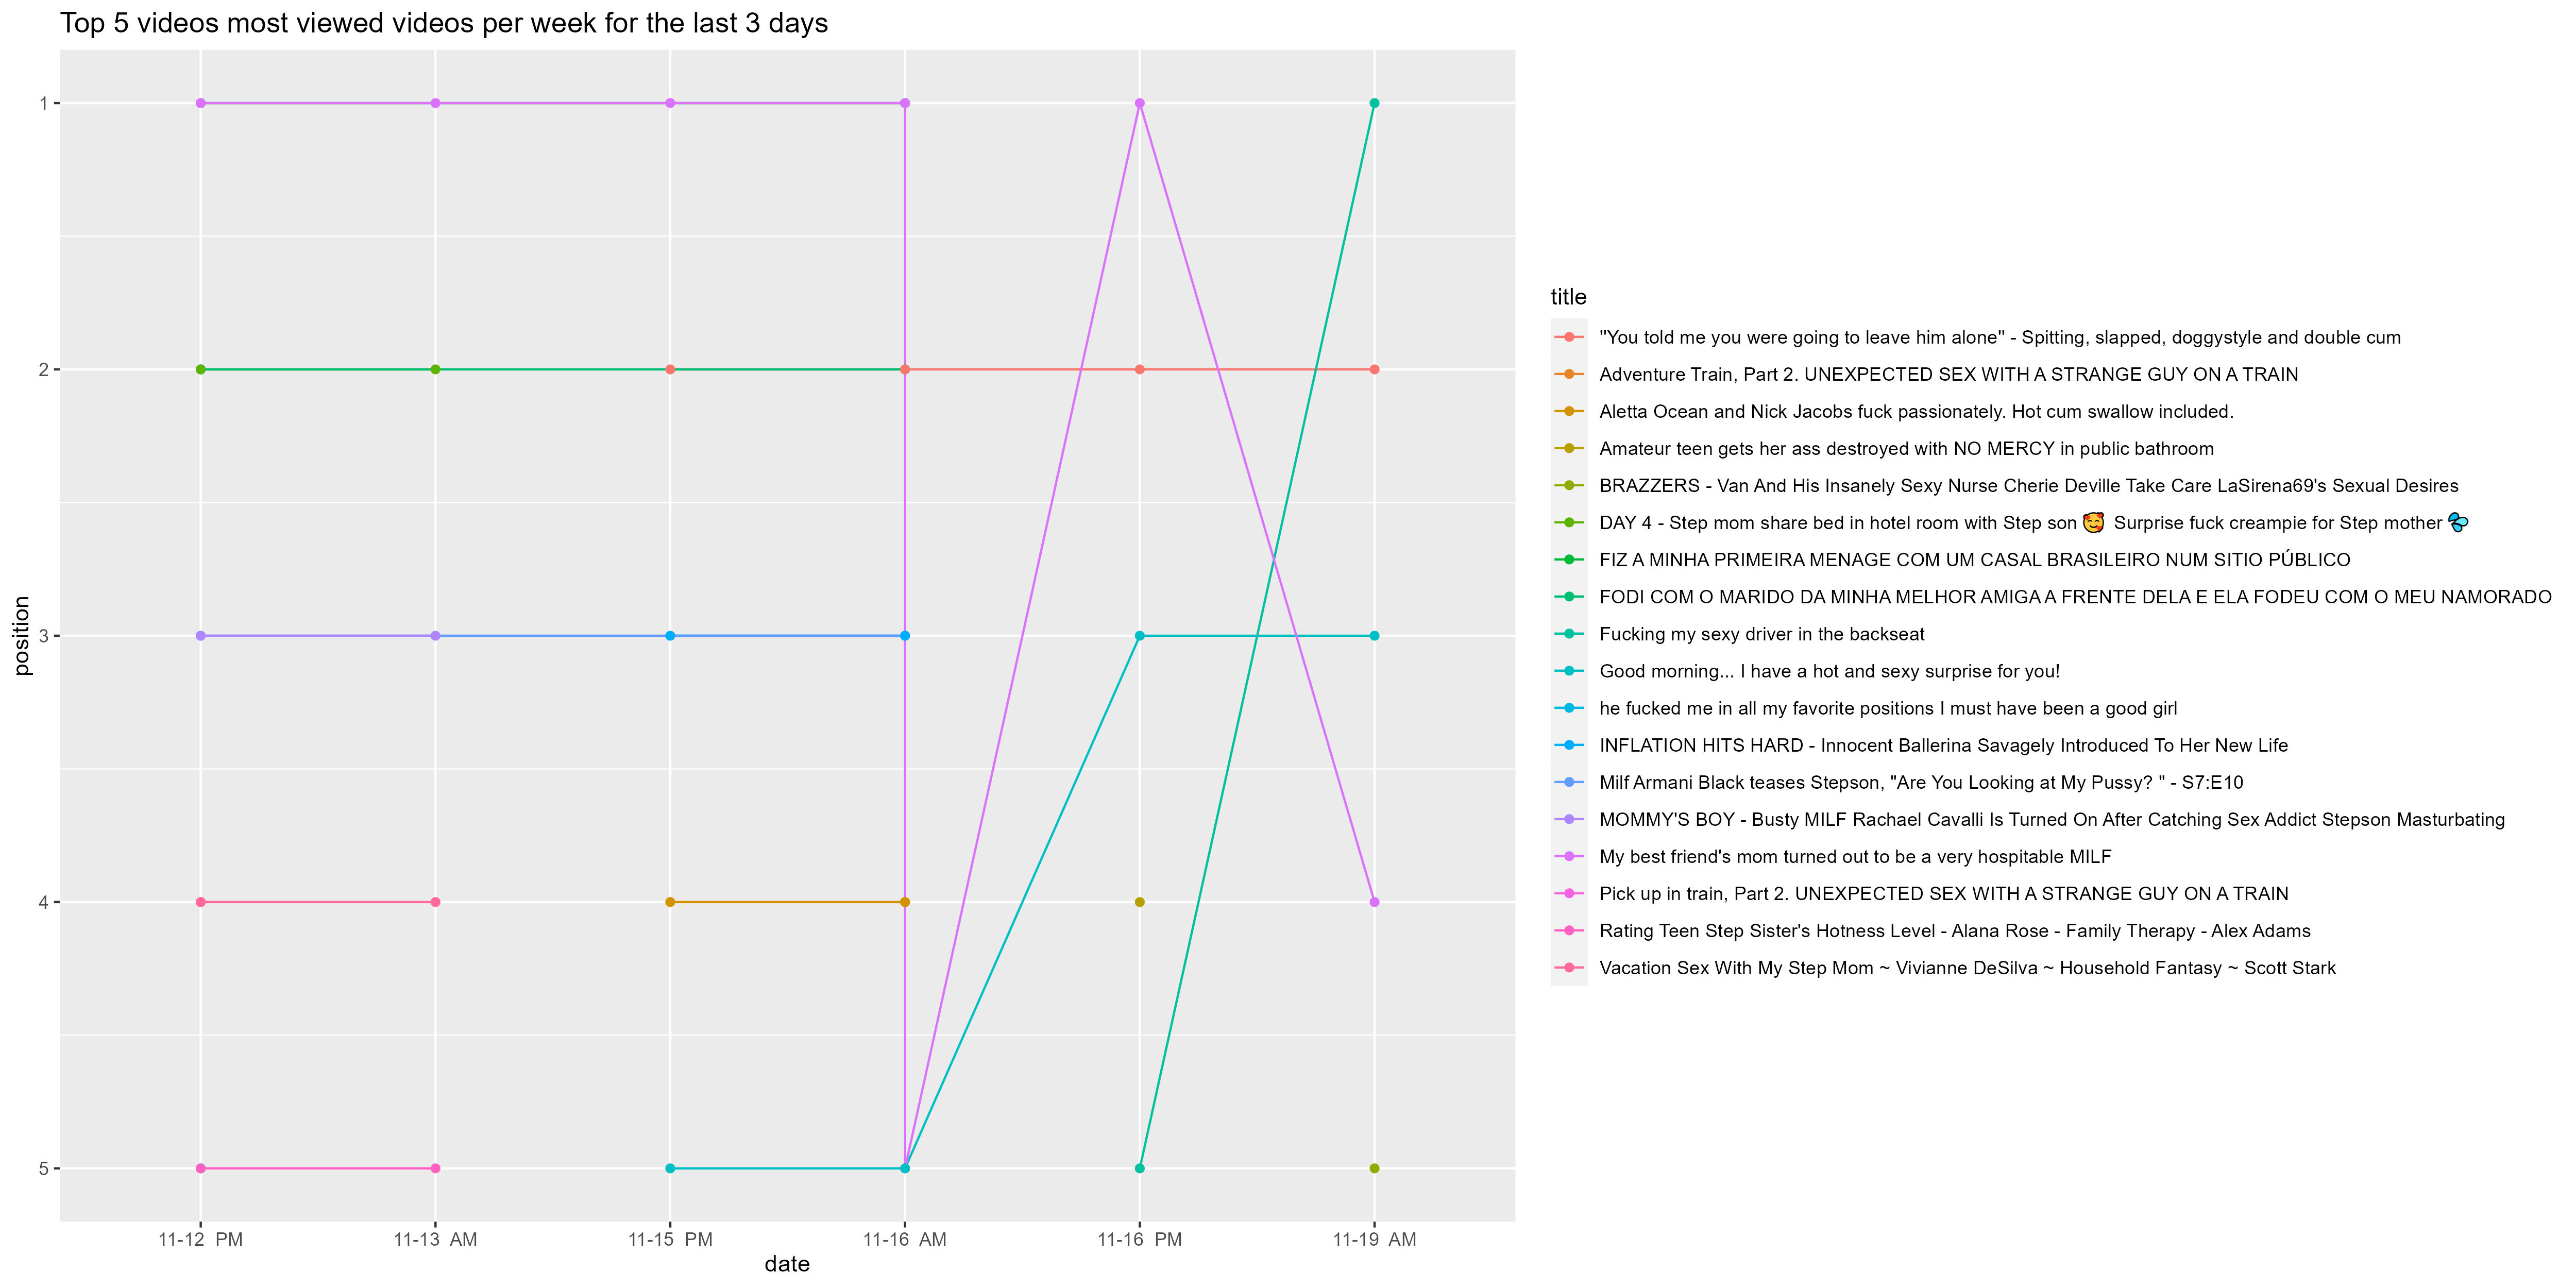 Top 5 videos most viewed videos per week for the last 3 days
1
2
3
4
5
position
11-12 PM
11-13 AM
11-15 PM
11-16 AM
11-16 PM
11-19 AM
date
title
"You told me you were going to leave him alone" - Spitting, slapped, doggystyle and double cum
Adventure Train, Part 2. UNEXPECTED SEX WITH A STRANGE GUY ON A TRAIN
Aletta Ocean and Nick Jacobs fuck passionately. Hot cum swallow included.
Amateur teen gets her ass destroyed with NO MERCY in public bathroom
BRAZZERS - Van And His Insanely Sexy Nurse Cherie Deville Take Care LaSirena69's Sexual Desires
DAY 4 - Step mom share bed in hotel room with Step son 🥰 Surprise fuck creampie for Step mother 💦
FIZ A MINHA PRIMEIRA MENAGE COM UM CASAL BRASILEIRO NUM SITIO PÚBLICO
FODI COM O MARIDO DA MINHA MELHOR AMIGA A FRENTE DELA E ELA FODEU COM O MEU NAMORADO
Fucking my sexy driver in the backseat
Good morning... I have a hot and sexy surprise for you!
he fucked me in all my favorite positions I must have been a good girl
INFLATION HITS HARD - Innocent Ballerina Savagely Introduced To Her New Life
Milf Armani Black teases Stepson, "Are You Looking at My Pussy? " - S7:E10
MOMMY'S BOY - Busty MILF Rachael Cavalli Is Turned On After Catching Sex Addict Stepson Masturbating
My best friend's mom turned out to be a very hospitable MILF
Pick up in train, Part 2. UNEXPECTED SEX WITH A STRANGE GUY ON A TRAIN
Rating Teen Step Sister's Hotness Level - Alana Rose - Family Therapy - Alex Adams
Vacation Sex With My Step Mom ~ Vivianne DeSilva ~ Household Fantasy ~ Scott Stark